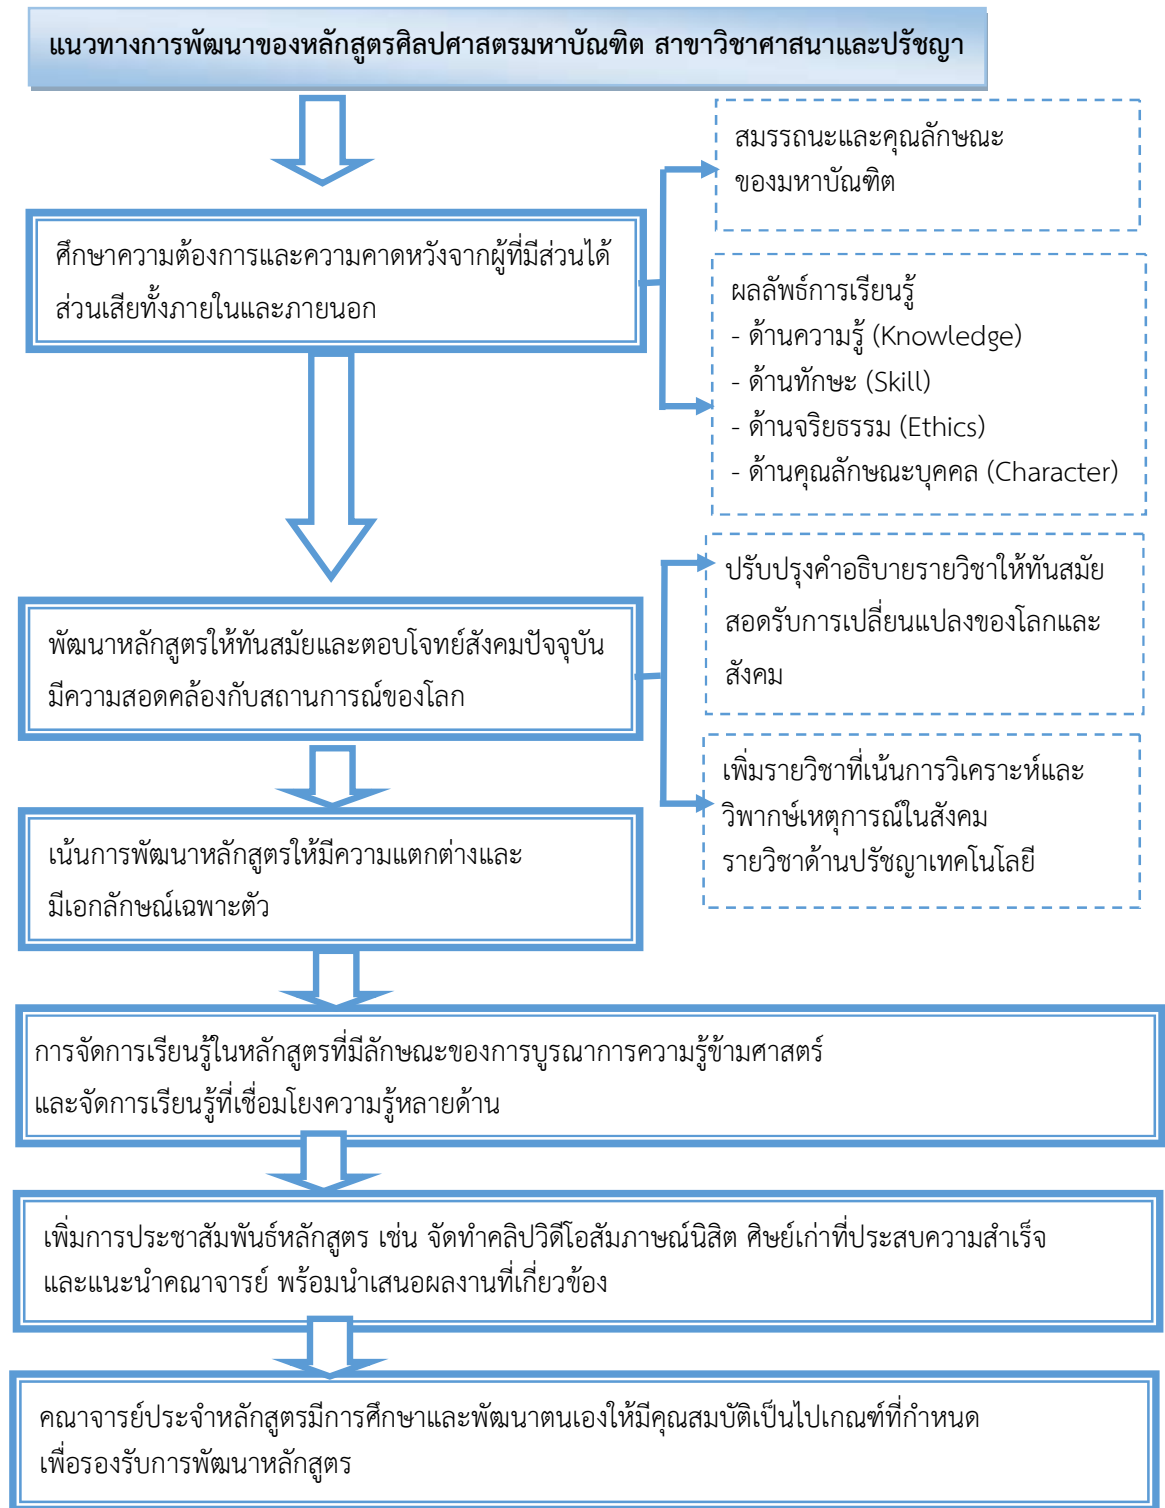 แนวทางการพัฒนาของหลักสูตรศิลปศาสตรมหาบัณฑิต สาขาวิชาศาสนาและปรัชญา
สมรรถนะและคุณลักษณะ
ของมหาบัณฑิต
ศึกษาความต้องการและความคาดหวังจากผู้ที่มีส่วนได้
ส่วนเสียทั้งภายในและภายนอก
ผลลัพธ์การเรียนรู้
- ด้านความรู้ (Knowledge)
- ด้านทักษะ (Skill)
- ด้านจริยธรรม (Ethics)
- ด้านคุณลักษณะบุคคล (Character)
พัฒนาหลักสูตรให้ทันสมัยและตอบโจทย์สังคมปัจจุบัน
มีความสอดคล้องกับสถานการณ์ของโลก
ปรับปรุงคำอธิบายรายวิชาให้ทันสมัย
สอดรับการเปลี่ยนแปลงของโลกและ
สังคม
เพิ่มรายวิชาที่เน้นการวิเคราะห์และ
วิพากษ์เหตุการณ์ในสังคม
รายวิชาด้านปรัชญาเทคโนโลยี
เน้นการพัฒนาหลักสูตรให้มีความแตกต่างและ
มีเอกลักษณ์เฉพาะตัว
การจัดการเรียนรู้ในหลักสูตรที่มีลักษณะของการบูรณาการความรู้ข้ามศาสตร์
และจัดการเรียนรู้ที่เชื่อมโยงความรู้หลายด้าน
เพิ่มการประชาสัมพันธ์หลักสูตร เช่น จัดทำคลิปวิดีโอสัมภาษณ์นิสิต ศิษย์เก่าที่ประสบความสำเร็จ
และแนะนำคณาจารย์ พร้อมนำเสนอผลงานที่เกี่ยวข้อง
คณาจารย์ประจำหลักสูตรมีการศึกษาและพัฒนาตนเองให้มีคุณสมบัติเป็นไปเกณฑ์ที่กำหนด
เพื่อรองรับการพัฒนาหลักสูตร